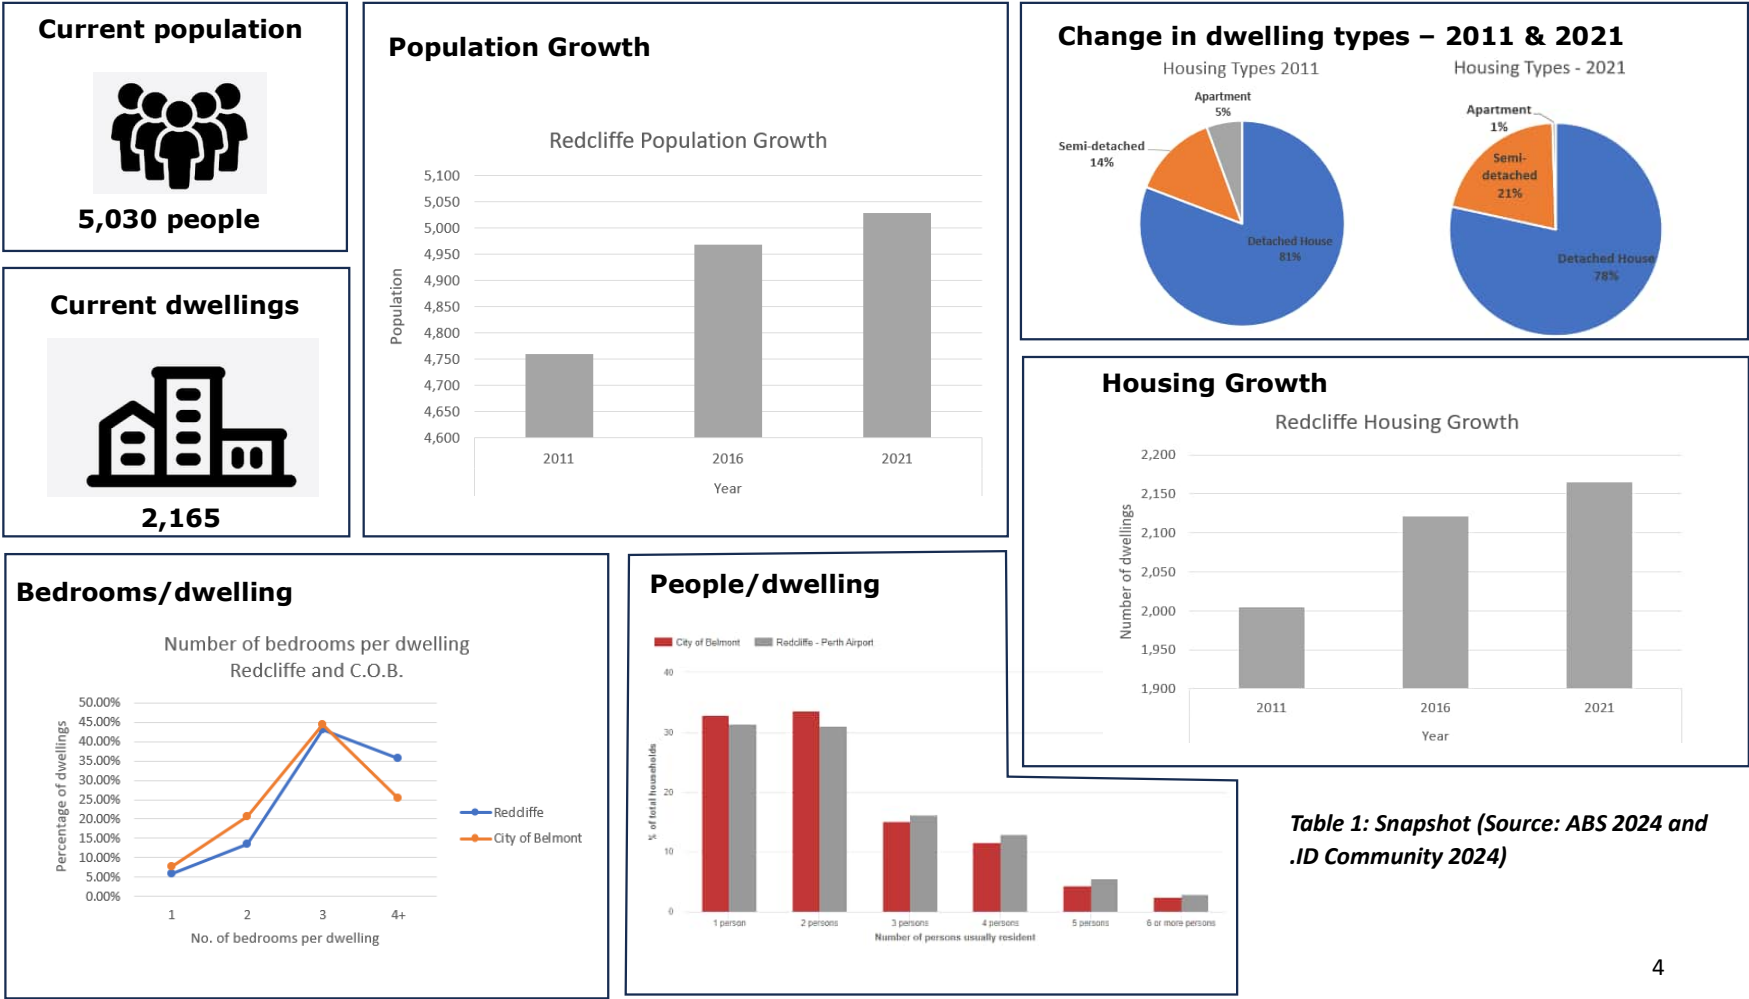 Current population
5,030 people
Current dwellings
2,165
Population Growth
Redcliffe Population Growth
Population
5,100
5,050
5,000
4,950
4,900
4,850
4,800
4,750
4,700
4,650
4,600
2011
2016
2021
Year
Change in dwelling types – 2011 & 2021
Housing Types 2011
Apartment
5%
Semi-detached
14%
Detached House
81%
Housing Types - 2021
Apartment
1%
Semi-
detached
21%
Detached House
78%
Housing Growth
Redcliffe Housing Growth
Number of dwellings
2,200
2,150
2,100
2,050
2,000
1,950
1,900
2011
2016
2021
Year
Bedrooms/dwelling
Number of bedrooms per dwelling
Redcliffe and C.O.B.
Percentage of dwellings
50.00%
45.00%
40.00%
35.00%
30.00%
25.00%
20.00%
15.00%
10.00%
5.00%
0.00%
1
2
3
4+
No. of bedrooms per dwelling
Redcliffe
City of Belmont
People/dwelling
City of Belmont
Redcliffe - Perth Airport
% of total households
40
30
20
10
0
1 person
2 persons
3 persons
4 persons
5 persons
6 or more persons
Number of persons usually resident
Table 1: Snapshot (Source: ABS 2024 and
.ID Community 2024)
4